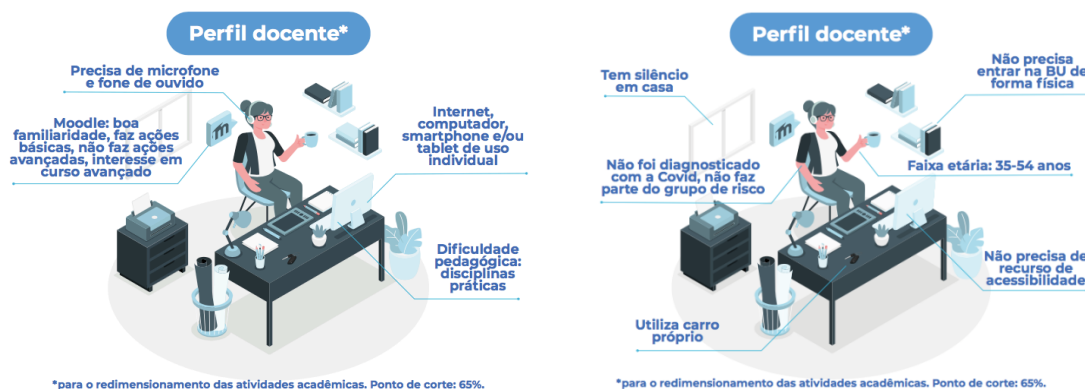 Perfil docente*
Precisa de microfone
e fone de ouvido
Moodle: boa
familiaridade, faz ações
básicas, não faz ações
avançadas, interesse em
curso avançado
Internet,
computador,
smartphone e/ou
tablet de uso
individual
Dificuldade
pedagógica:
disciplinas
práticas
*para o redimensionamento das atividades acadêmicas. Ponto de corte: 65%.
Perfil docente*
Tem silêncio
em casa
Não precisa
entrar na BU de
forma física
Não foi diagnosticado
com a Covid, não faz
parte do grupo de risco
Faixa etária: 35-54 anos
Não precisa de
recurso de
acessibilidade
Utiliza carro
próprio
*para o redimensionamento das atividades acadêmicas. Ponto de corte: 65%.